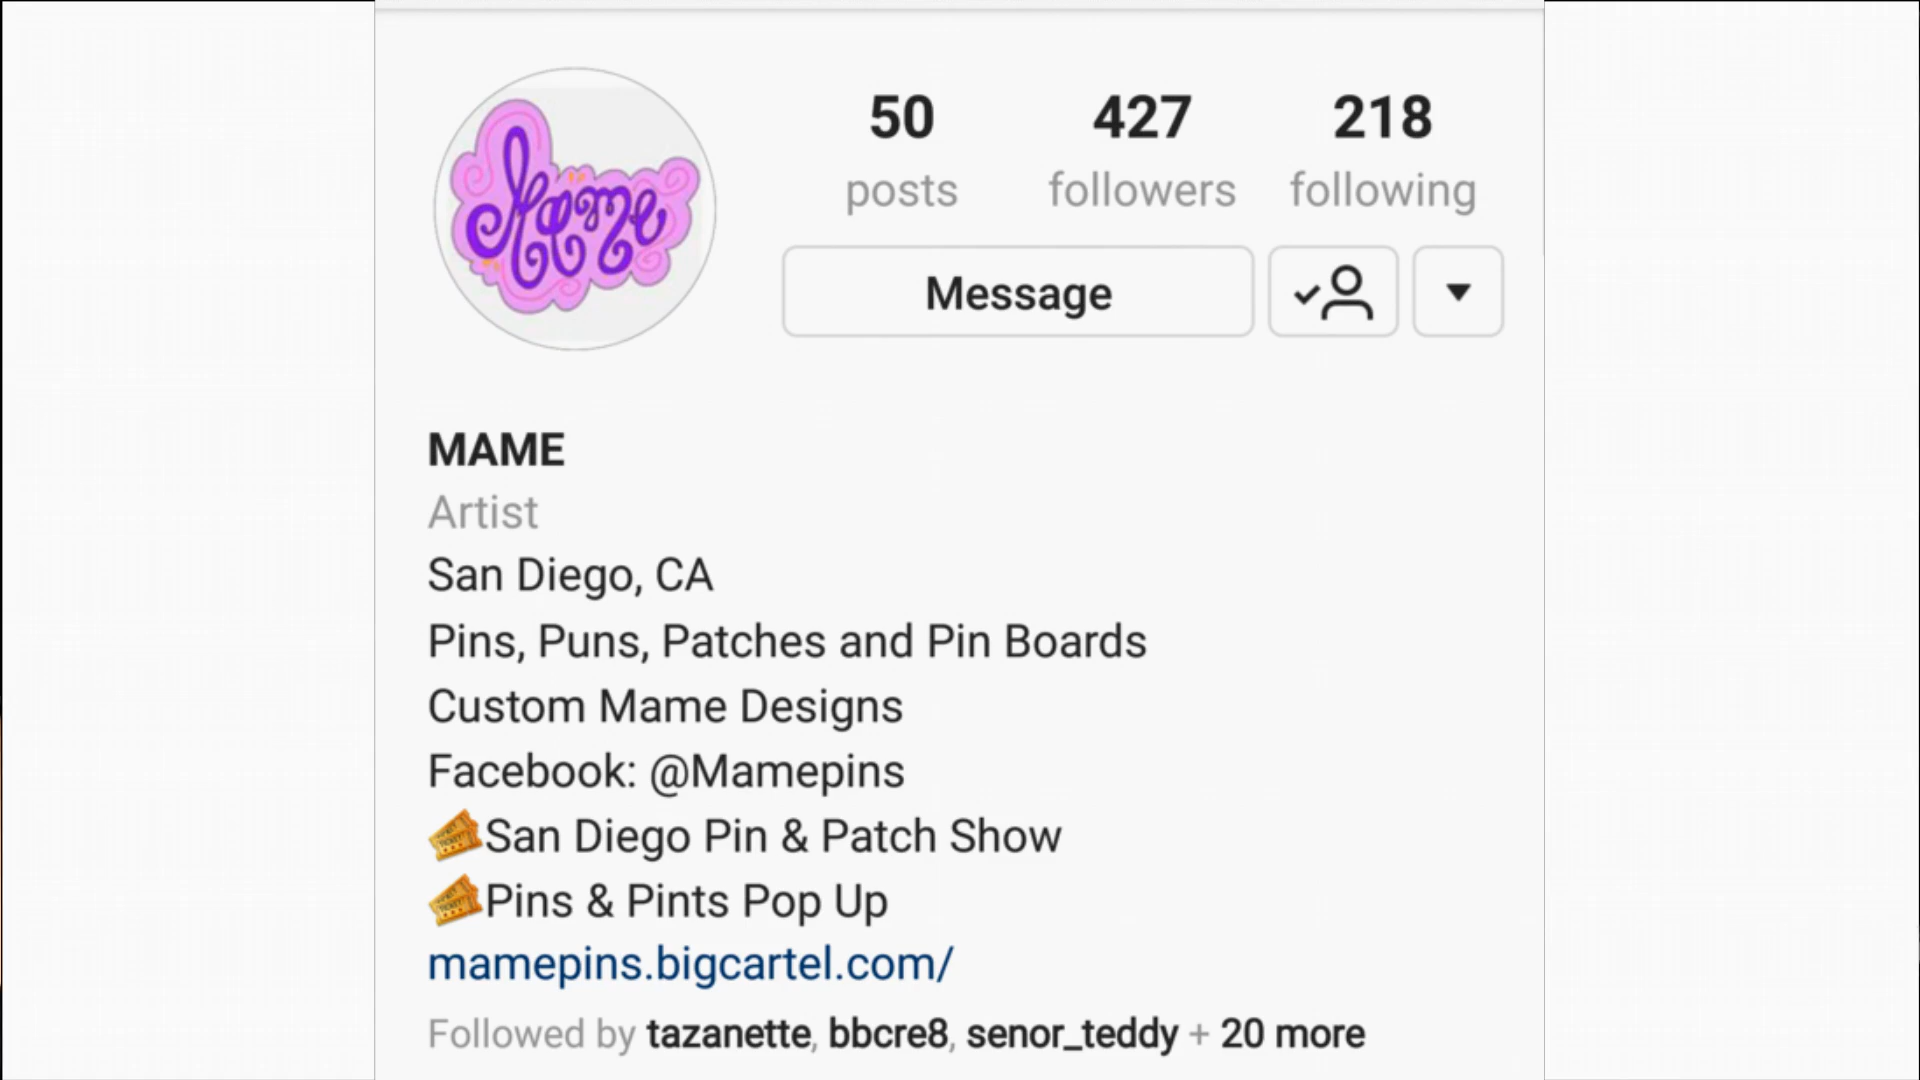 Mame
50 427 218
posts followers following
Message
MAME
Artist
San Diego, CA
Pins, Puns, Patches and Pin Boards
Custom Mame Designs
Facebook: @Mamepins
🎟San Diego Pin & Patch Show
🎟Pins & Pints Pop Up
mamepins.bigcartel.com/
Followed by tazanette, bbcre8, senor_teddy + 20 more